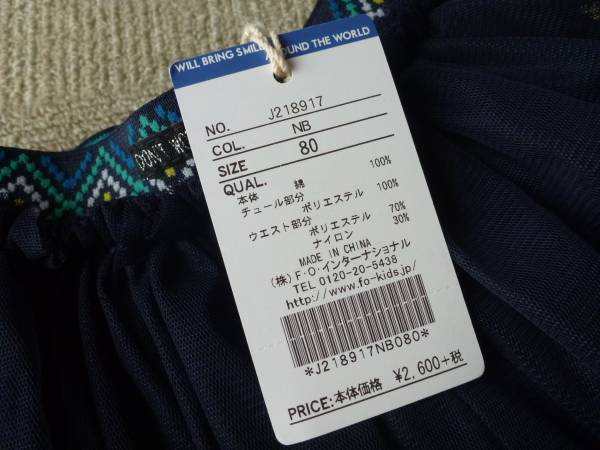 WILL BRING SMILE AROUND THE WORLD
NO. J218917
COL. NB
SIZE 80
QUAL.
本体 綿 100%
チュール部分
ポリエステル 100%
ウエスト部分
ポリエステル 70%
ナイロン 30%
MADE IN CHINA
(株)F・O・インターナショナル
TEL 0120-20-5438
http://www.fo-kids.jp/
*J218917NB080*
PRICE:本体価格 ¥2,600+税
DON'T